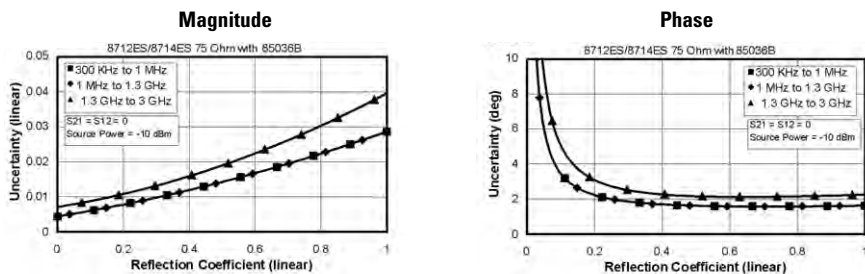 Magnitude
8712ES/8714ES 75 Ohm with 85036B
0.05
0.04
0.03
0.02
0.01
0
Uncertainty (linear)
300 KHz to 1 MHz
1 MHz to 1.3 GHz
1.3 GHz to 3 GHz
S21 = S12 = 0
Source Power = -10 dBm
0 0.2 0.4 0.6 0.8 1
Reflection Coefficient (linear)
Phase
8712ES/8714ES 75 Ohm with 85036B
10
8
6
4
2
0
Uncertainty (deg)
300 KHz to 1 MHz
1 MHz to 1.3 GHz
1.3 GHz to 3 GHz
S21 = S12 = 0
Source Power = -10 dBm
0 0.2 0.4 0.6 0.8 1
Reflection Coefficient (linear)